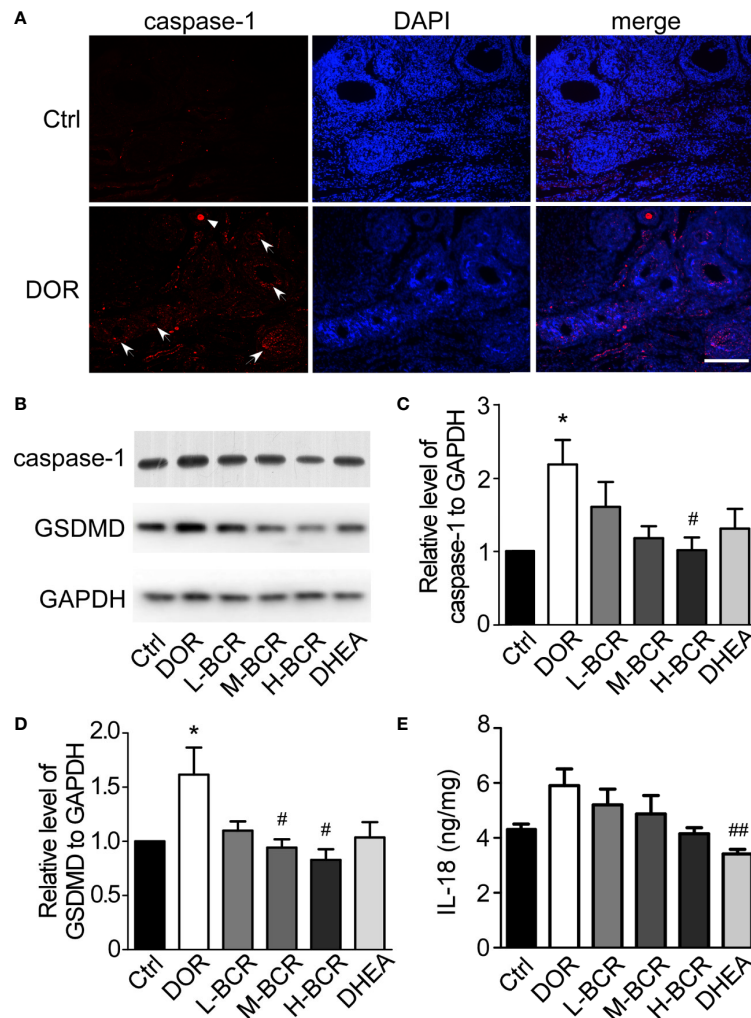 A
caspase-1 DAPI merge
Ctrl
DOR
B
caspase-1
GSDMD
GAPDH
Ctrl DOR L-BCR M-BCR H-BCR DHEA
C
Relative level of
caspase-1 to GAPDH
3
2
1
0
*
#
Ctrl DOR L-BCR M-BCR H-BCR DHEA
D
Relative level of
GSDMD to GAPDH
2.0
1.5
1.0
0.5
0
*
#
#
Ctrl DOR L-BCR M-BCR H-BCR DHEA
E
IL-18 (ng/mg)
8
6
4
2
0
##
Ctrl DOR L-BCR M-BCR H-BCR DHEA